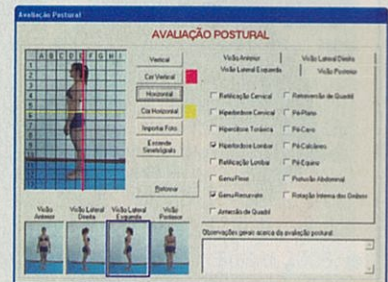 Avaliação Postural
AVALIAÇÃO POSTURAL
A B C D E F G H I
1
2
3
4
5
6
7
8
9
Vertical
Cor Vertical
Horizontal
Cor Horizontal
Importar Foto
Retornar
Visão Anterior
Visão Lateral Direita
Visão Lateral Esquerda
Visão Posterior
Retificação Cervical
Hiperlordose Cervical
Hipercifose Torácica
Hiperlordose Lombar
Retificação Lombar
Genu Flexo
Genu Recurvato
Antersão de Quadril
Retroversão de Quadril
Pé-Plano
Pé-Cavo
Pé-Calcâneo
Pé-Equino
Protusão Abdominal
Rotação Interna dos Ombros
Visão Anterior
Visão Lateral Direita
Visão Lateral Esquerda
Visão Posterior
Observações gerais acerca da avaliação postural